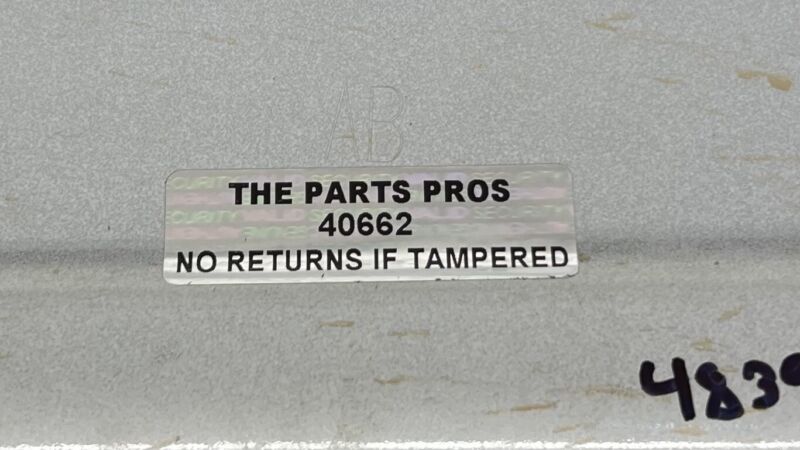 AB
THE PARTS PROS
40662
NO RETURNS IF TAMPERED